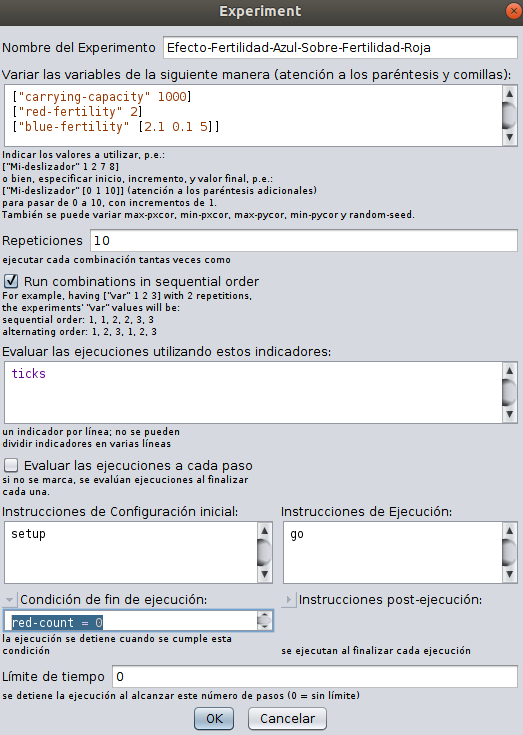 Experiment
Nombre del Experimento Efecto-Fertilidad-Azul-Sobre-Fertilidad-Roja
Variar las variables de la siguiente manera (atención a los paréntesis y comillas):
["carrying-capacity" 1000]
["red-fertility" 2]
["blue-fertility" [2.1 0.1 5]]
Indicar los valores a utilizar, p.e.:
["Mi-deslizador" 1 2 7 8]
o bien, especificar inicio, incremento, y valor final, p.e.:
["Mi-deslizador" [0 1 10]] (atención a los paréntesis adicionales)
para pasar de 0 a 10, con incrementos de 1.
También se puede variar max-pxcor, min-pxcor, max-pycor, min-pycor y random-seed.
Repeticiones 10
ejecutar cada combinación tantas veces como
Run combinations in sequential order
For example, having ["var" 1 2 3] with 2 repetitions,
the experiments' "var" values will be:
sequential order: 1, 1, 2, 2, 3, 3
alternating order: 1, 2, 3, 1, 2, 3
Evaluar las ejecuciones utilizando estos indicadores:
ticks
un indicador por línea; no se pueden
dividir indicadores en varias líneas
Evaluar las ejecuciones a cada paso
si no se marca, se evalúan ejecuciones al finalizar
cada una.
Instrucciones de Configuración inicial:
setup
Instrucciones de Ejecución:
go
Condición de fin de ejecución:
red-count = 0
la ejecución se detiene cuando se cumple esta
condición
Instrucciones post-ejecución:
se ejecutan al finalizar cada ejecución
Límite de tiempo 0
se detiene la ejecución al alcanzar este número de pasos (0 = sin límite)
OK Cancelar